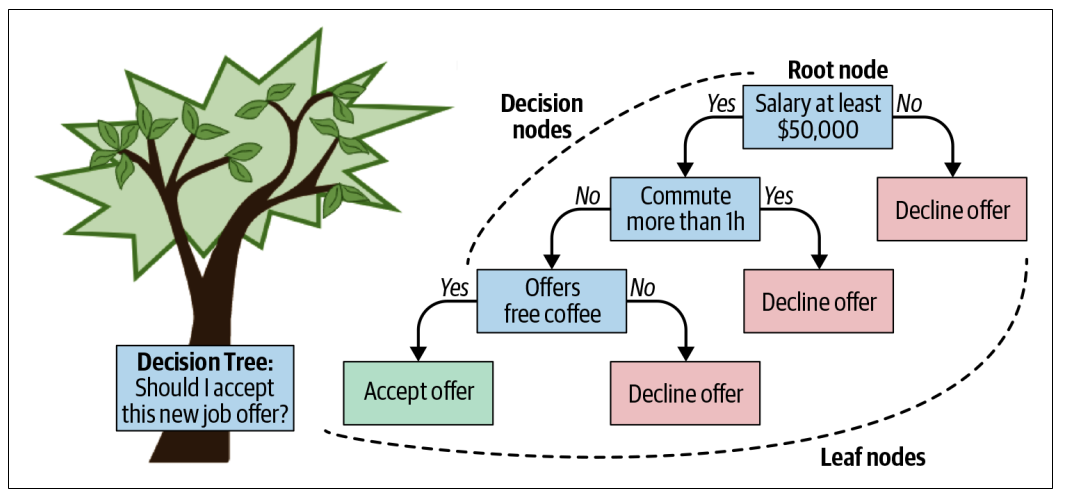 Root node
Decision
nodes
Yes
Salary at least
$50,000
No
No
Commute
more than 1h
Yes
Decline offer
Yes
Offers
free coffee
No
Decline offer
Decision Tree:
Should I accept
this new job offer?
Accept offer
Decline offer
Leaf nodes